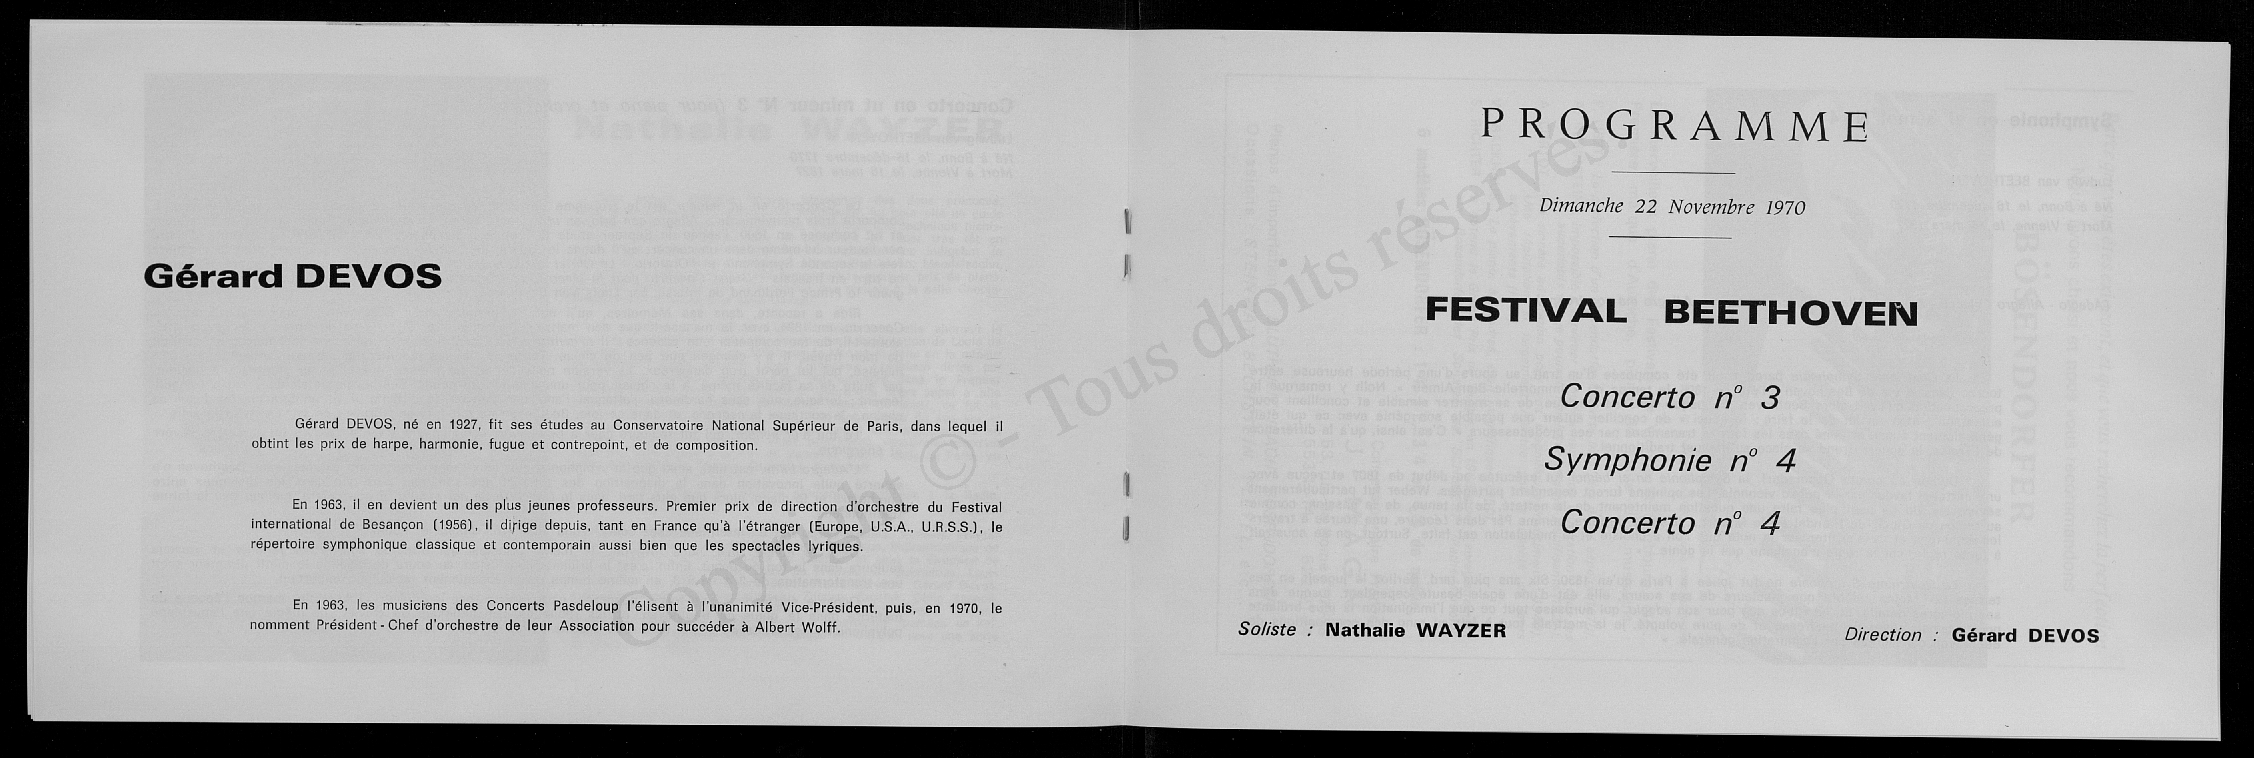 Gérard DEVOS
Gérard DEVOS, né en 1927, fit ses études au Conservatoire National Supérieur de Paris, dans lequel il
obtint les prix de harpe, harmonie, fugue et contrepoint, et de composition.
En 1963, il en devient un des plus jeunes professeurs. Premier prix de direction d'orchestre du Festival
international de Besançon (1956), il dirige depuis, tant en France qu'à l'étranger (Europe, U.S.A., U.R.S.S.), le
répertoire symphonique classique et contemporain aussi bien que les spectacles lyriques.
En 1963, les musiciens des Concerts Pasdeloup l'élisent à l'unanimité Vice-Président, puis, en 1970, le
nomment Président - Chef d'orchestre de leur Association pour succéder à Albert Wolff.
Copyright © - Tous droits réservés.
PROGRAMME
Dimanche 22 Novembre 1970
FESTIVAL BEETHOVEN
Concerto n° 3
Symphonie n° 4
Concerto n° 4
Soliste : Nathalie WAYZER
Direction : Gérard DEVOS